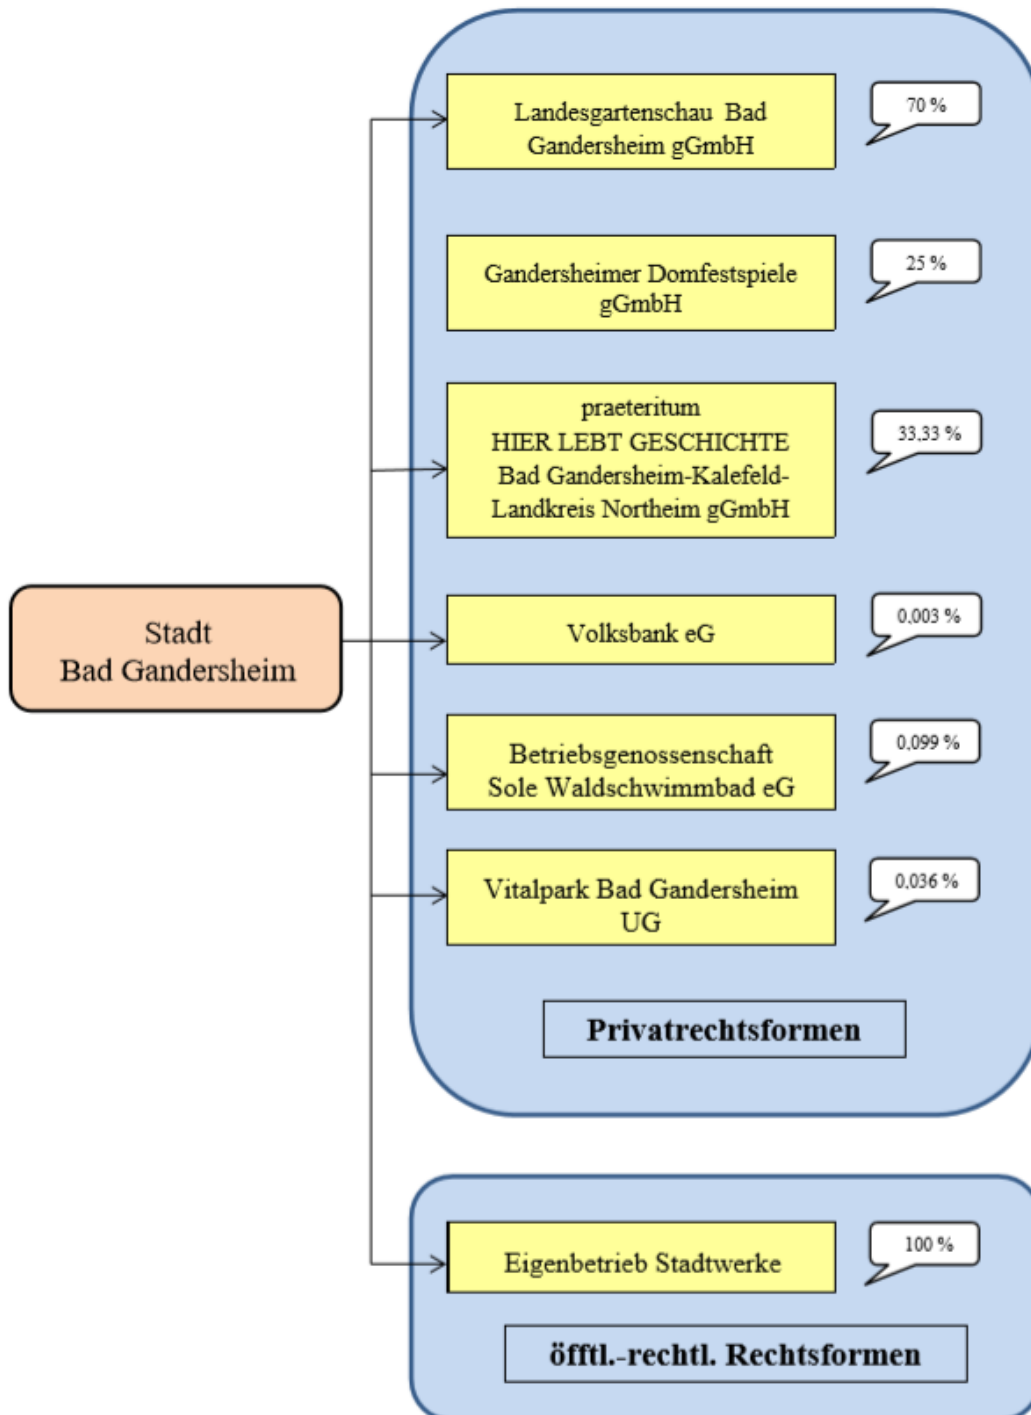 Landesgartenschau Bad
Gandersheim gGmbH
70 %
Gandersheimer Domfestspiele
gGmbH
25 %
praeteritum
HIER LEBT GESCHICHTE
Bad Gandersheim-Kalefeld-
Landkreis Northeim gGmbH
33,33 %
Stadt
Bad Gandersheim
Volksbank eG
0,003 %
Betriebsgenossenschaft
Sole Waldschwimmbad eG
0,099 %
Vitalpark Bad Gandersheim
UG
0,036 %
Privatrechtsformen
Eigenbetrieb Stadtwerke
100 %
öfftl.-rechtl. Rechtsformen